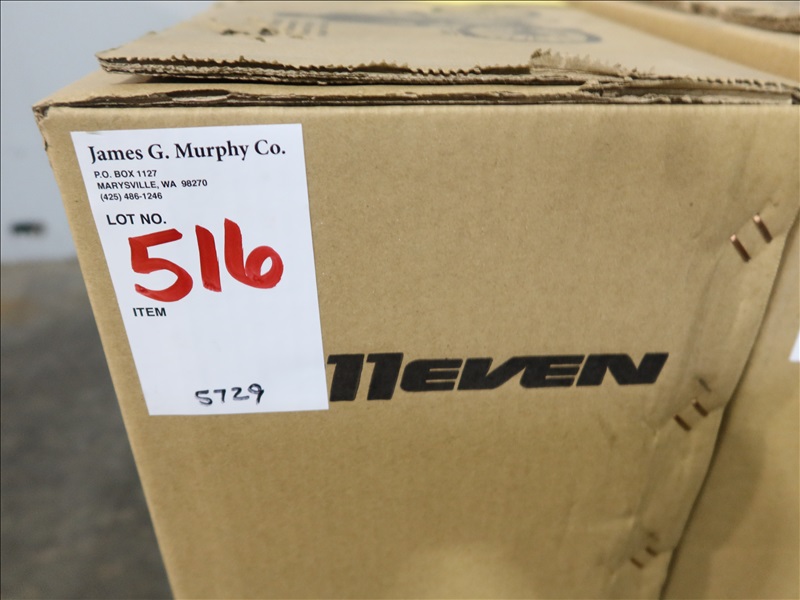 James G. Murphy Co.
P.O. BOX 1127
MARYSVILLE, WA 98270
(425) 486-1246
LOT NO.
516
ITEM
5729
11EVEN